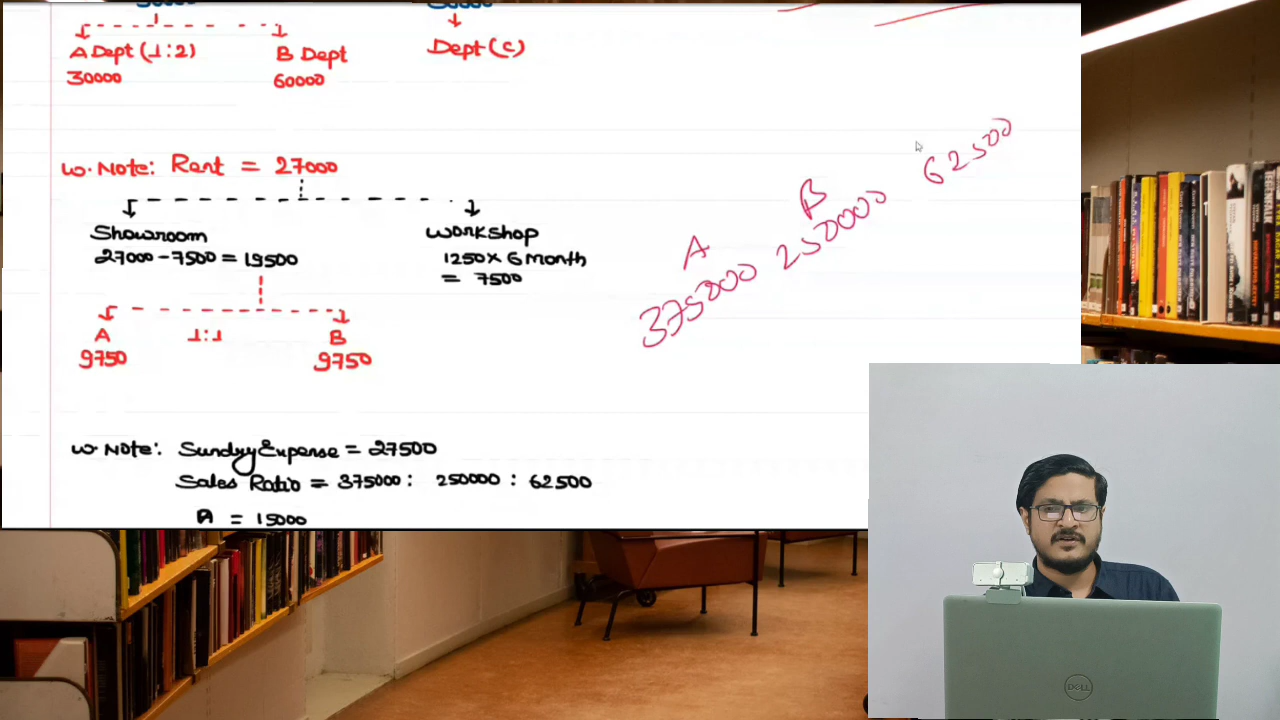 A Dept (1:2) B Dept Dept (C)
30000 60000
W. Note: Rent = 27000
Showroom Workshop
27000 - 7500 = 19500 1250 x 6 Month
= 7500
A 1:1 B
9750 9750
A B
375000 250000 62500
W. Note: Sundry Expense = 27500
Sales Ratio = 375000 : 250000 : 62500
A = 15000
DELL